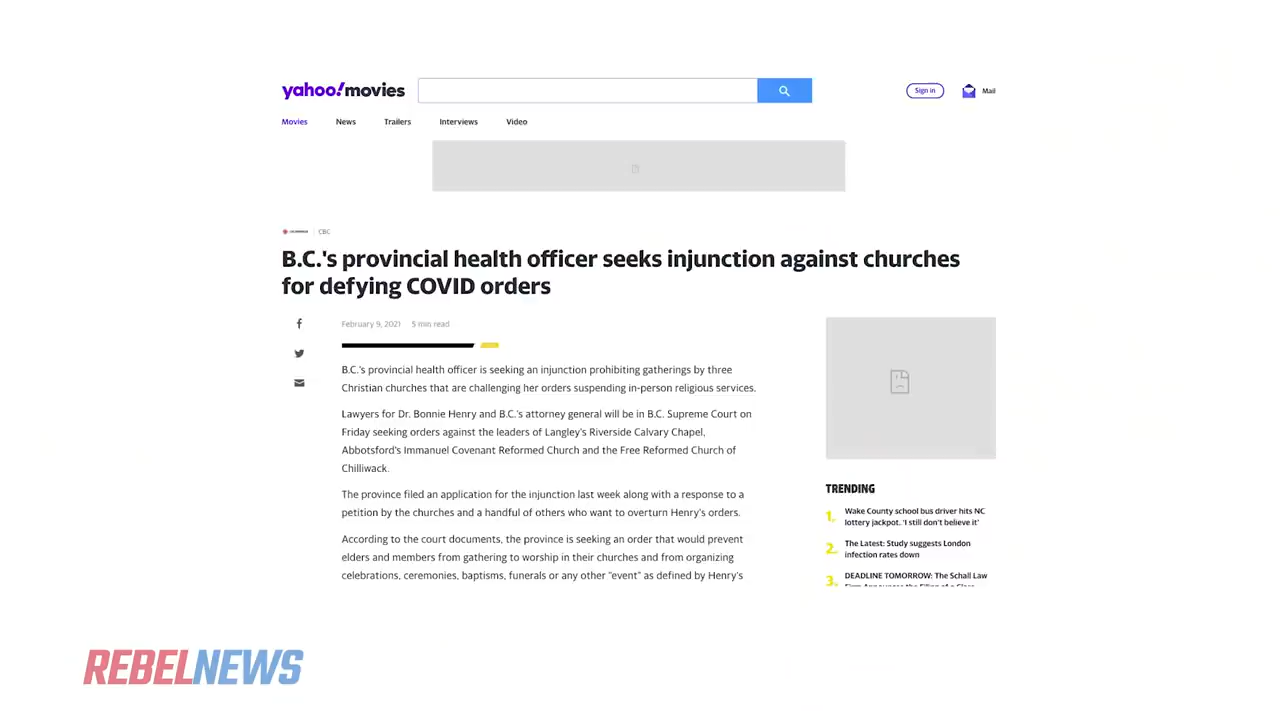 yahoo!movies
Sign in
Mail
Movies News Trailers Interviews Video
CBC
B.C.'s provincial health officer seeks injunction against churches
for defying COVID orders
February 9, 2021 5 min read
B.C.'s provincial health officer is seeking an injunction prohibiting gatherings by three
Christian churches that are challenging her orders suspending in-person religious services.
Lawyers for Dr. Bonnie Henry and B.C.'s attorney general will be in B.C. Supreme Court on
Friday seeking orders against the leaders of Langley's Riverside Calvary Chapel,
Abbotsford's Immanuel Covenant Reformed Church and the Free Reformed Church of
Chilliwack.
The province filed an application for the injunction last week along with a response to a
petition by the churches and a handful of others who want to overturn Henry's orders.
According to the court documents, the province is seeking an order that would prevent
elders and members from gathering to worship in their churches and from organizing
celebrations, ceremonies, baptisms, funerals or any other "event" as defined by Henry's
TRENDING
1. Wake County school bus driver hits NC
lottery jackpot. 'I still don't believe it'
2. The Latest: Study suggests London
infection rates down
3. DEADLINE TOMORROW: The Schall Law
REBELNEWS